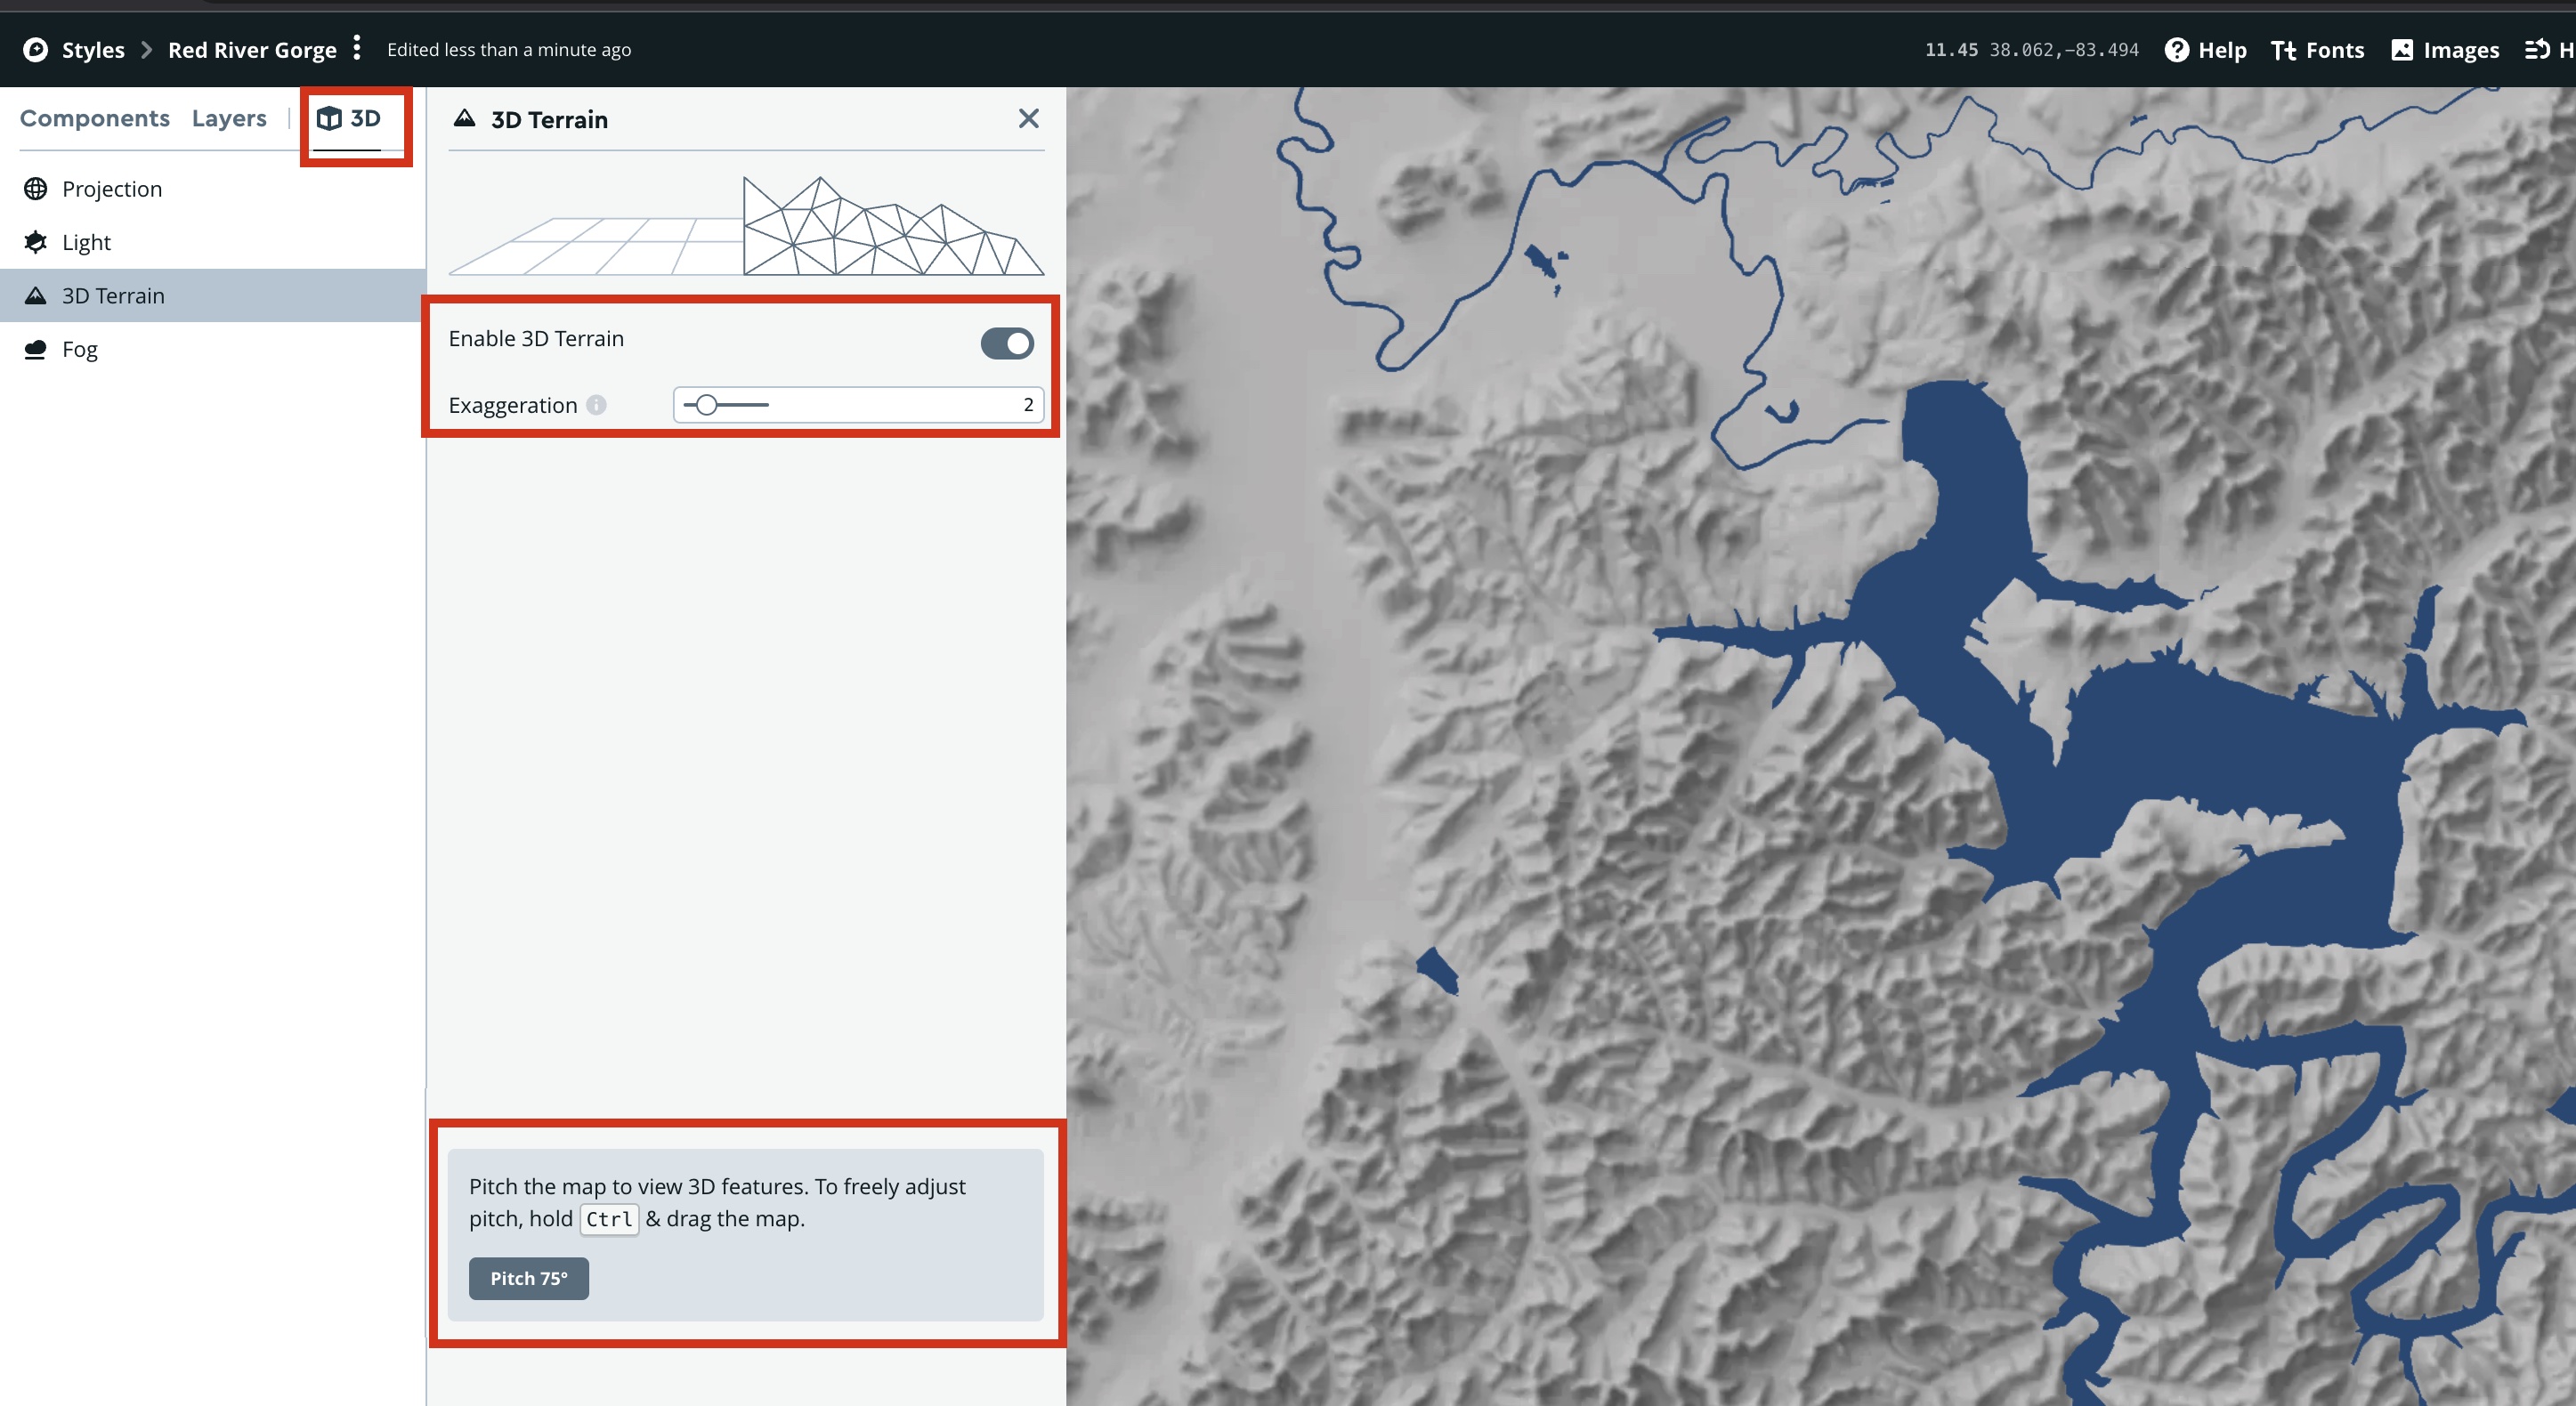 Styles > Red River Gorge Edited less than a minute ago 11.45 38.062,-83.494 Help Tt Fonts Images H
Components Layers | 3D
Projection
Light
3D Terrain
Fog
3D Terrain
Enable 3D Terrain
Exaggeration 2
Pitch the map to view 3D features. To freely adjust
pitch, hold Ctrl & drag the map.
Pitch 75°